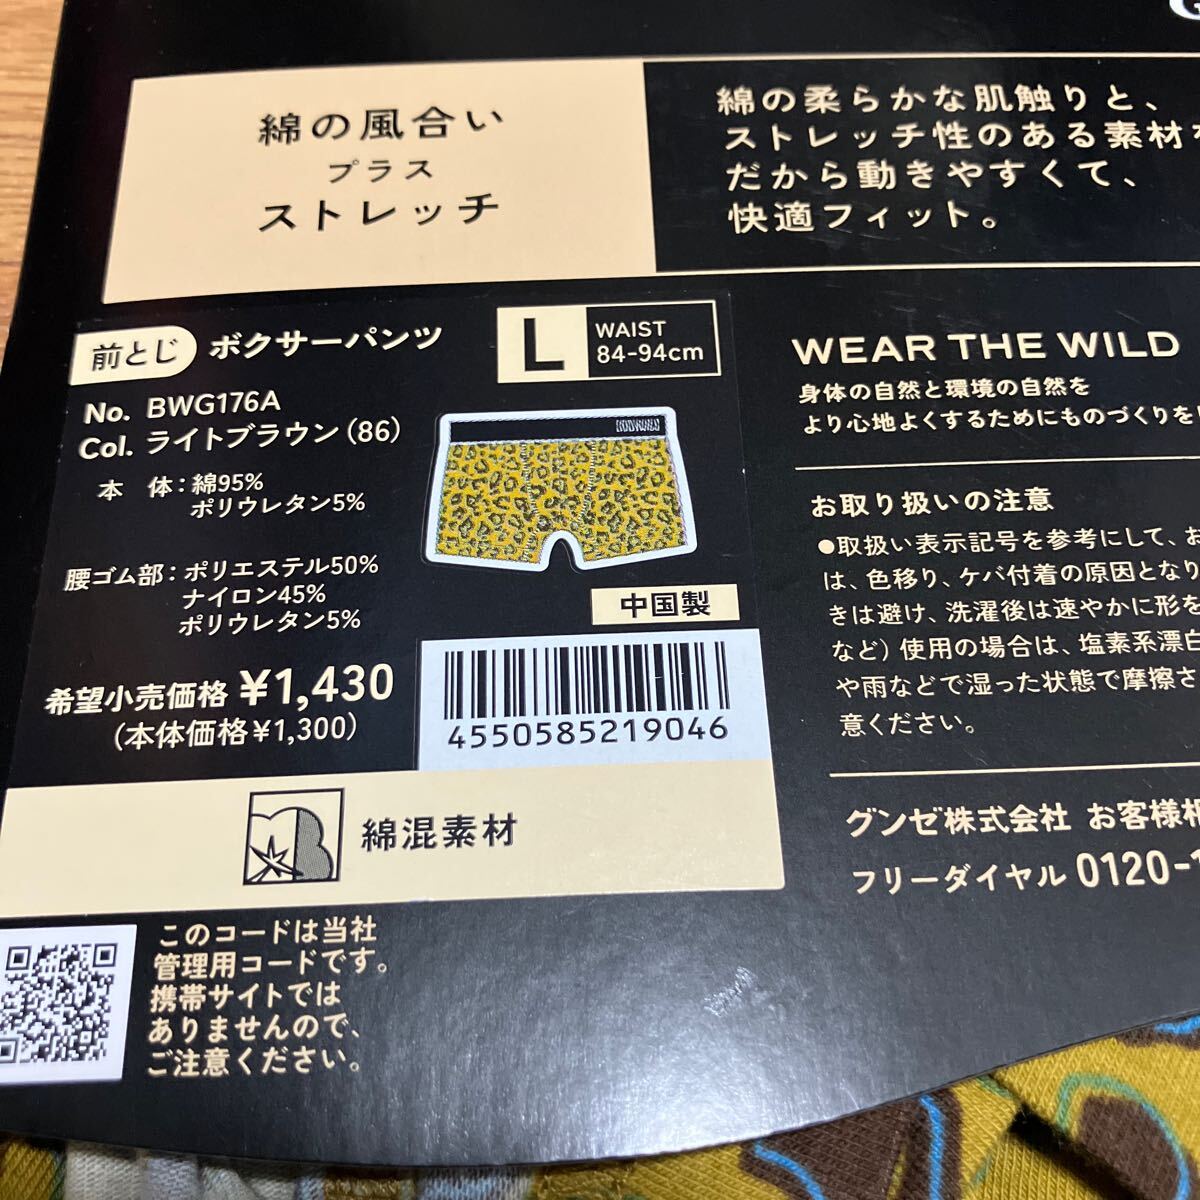 綿の風合い
プラス
ストレッチ
綿の柔らかな肌触りと、
ストレッチ性のある素材
だから動きやすくて、
快適フィット。
前とじ ボクサーパンツ
L WAIST
84-94cm
No. BWG176A
Col. ライトブラウン(86)
本 体:綿95%
ポリウレタン5%
腰ゴム部:ポリエステル50%
ナイロン45%
ポリウレタン5%
中国製
希望小売価格 ¥1,430
(本体価格¥1,300)
4550585219046
綿混素材
このコードは当社
管理用コードです。
携帯サイトでは
ありませんので、
ご注意ください。
WEAR THE WILD
身体の自然と環境の自然を
より心地よくするためにものづくりを
お取り扱いの注意
●取扱い表示記号を参考にして、お
は、色移り、ケバ付着の原因となり
きは避け、洗濯後は速やかに形を
など)使用の場合は、塩素系漂白
や雨などで湿った状態で摩擦さ
意ください。
グンゼ株式会社 お客様相
フリーダイヤル 0120-1